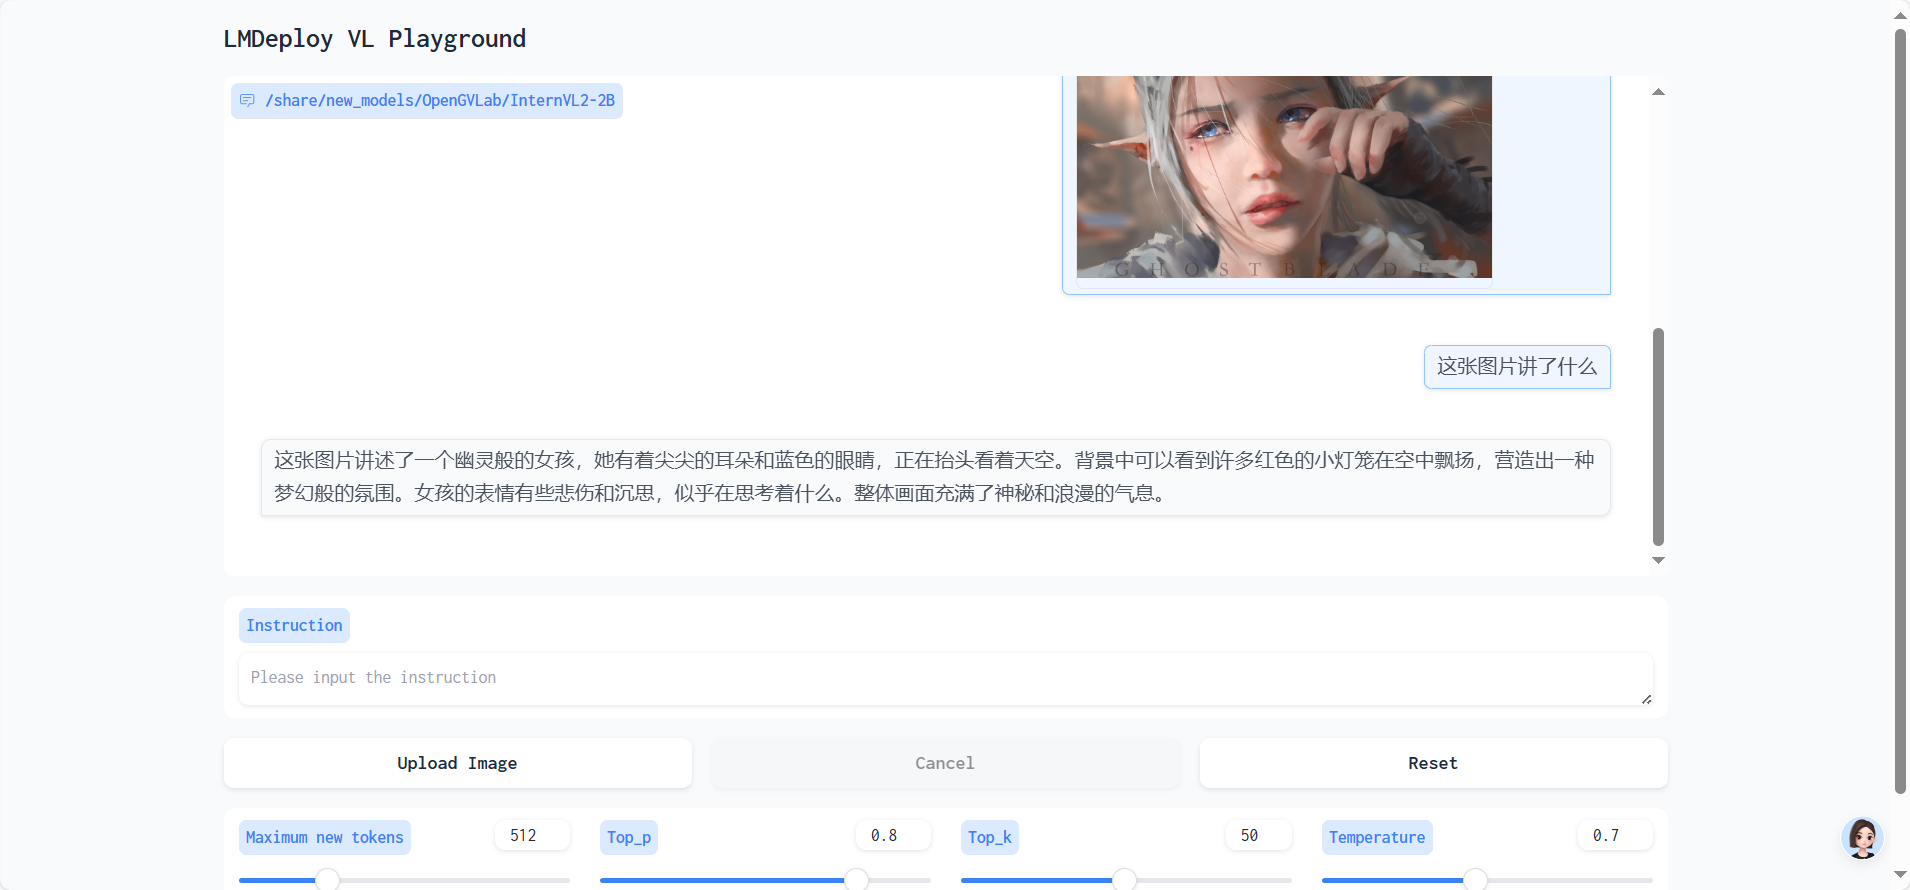 LMDeploy VL Playground
/share/new_models/OpenGVLab/InternVL2-2B
GHOSTBLADE
这张图片讲了什么
这张图片讲述了一个幽灵般的女孩，她有着尖尖的耳朵和蓝色的眼睛，正在抬头看着天空。背景中可以看到许多红色的小灯笼在空中飘扬，营造出一种
梦幻般的氛围。女孩的表情有些悲伤和沉思，似乎在思考着什么。整体画面充满了神秘和浪漫的气息。
Instruction
Please input the instruction
Upload Image Cancel Reset
Maximum new tokens 512 Top_p 0.8 Top_k 50 Temperature 0.7